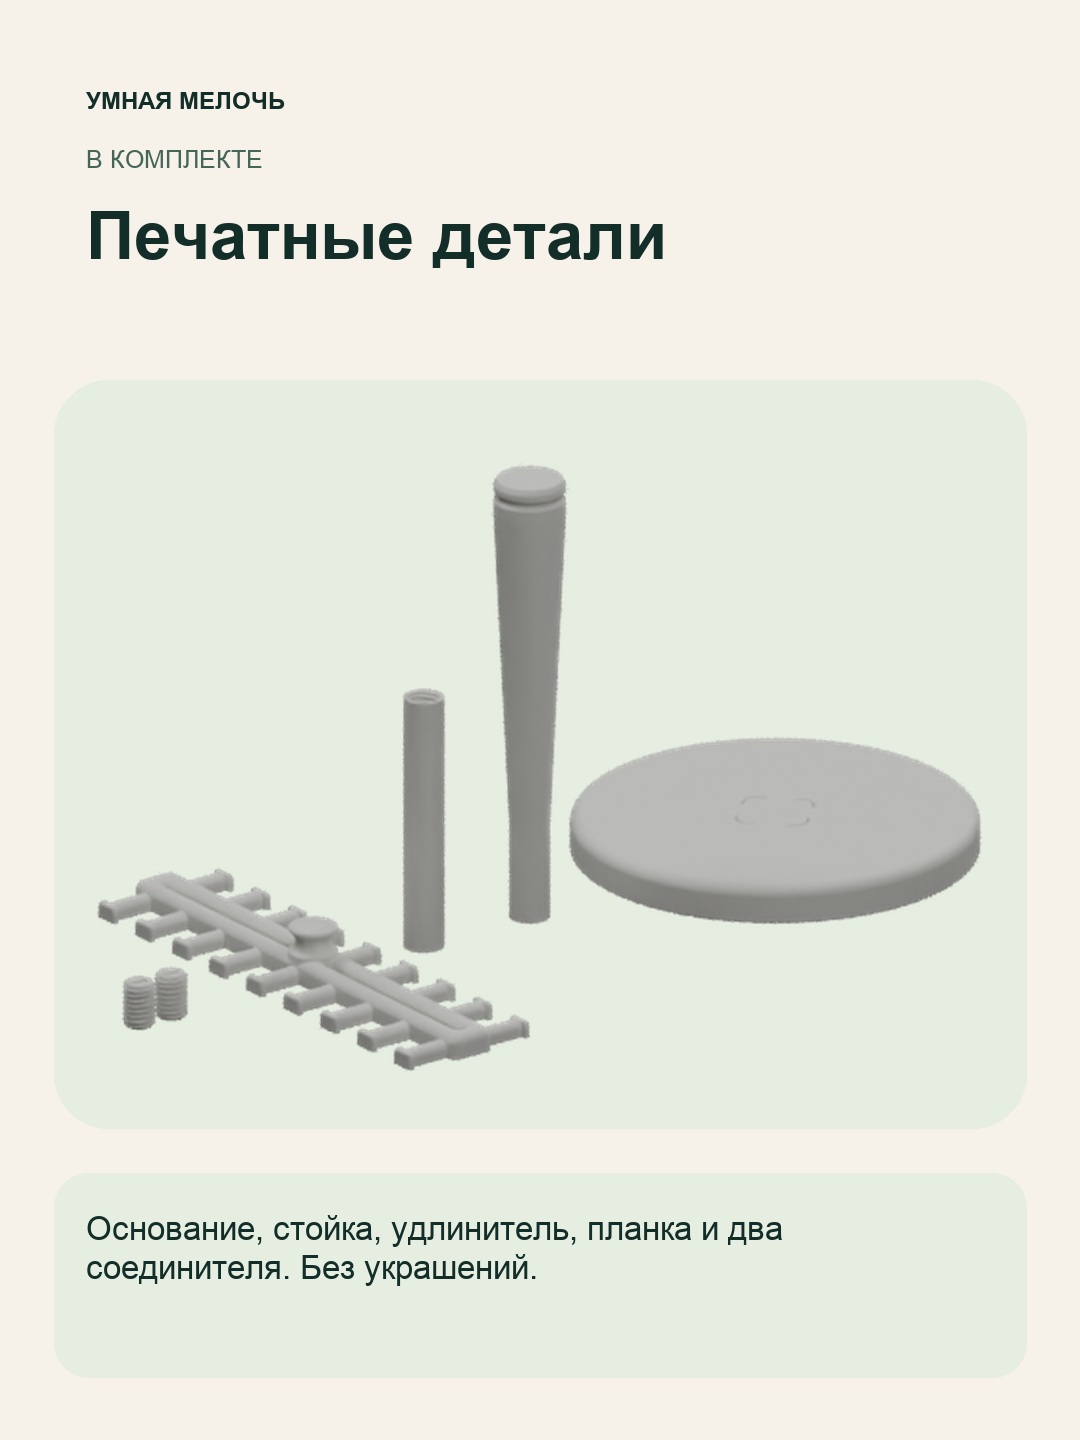 УМНАЯ МЕЛОЧЬ
В КОМПЛЕКТЕ
Печатные детали
Основание, стойка, удлинитель, планка и два
соединителя. Без украшений.